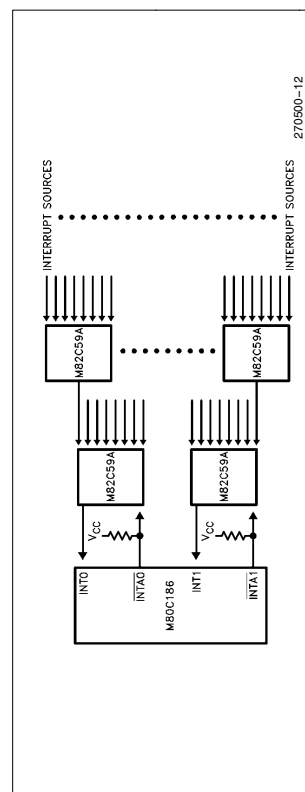 270500-12
INTERRUPT SOURCES
INTERRUPT SOURCES
M82C59A
M82C59A
M82C59A
M82C59A
VCC
VCC
INT0
INTA0
INT1
INTA1
M80C186